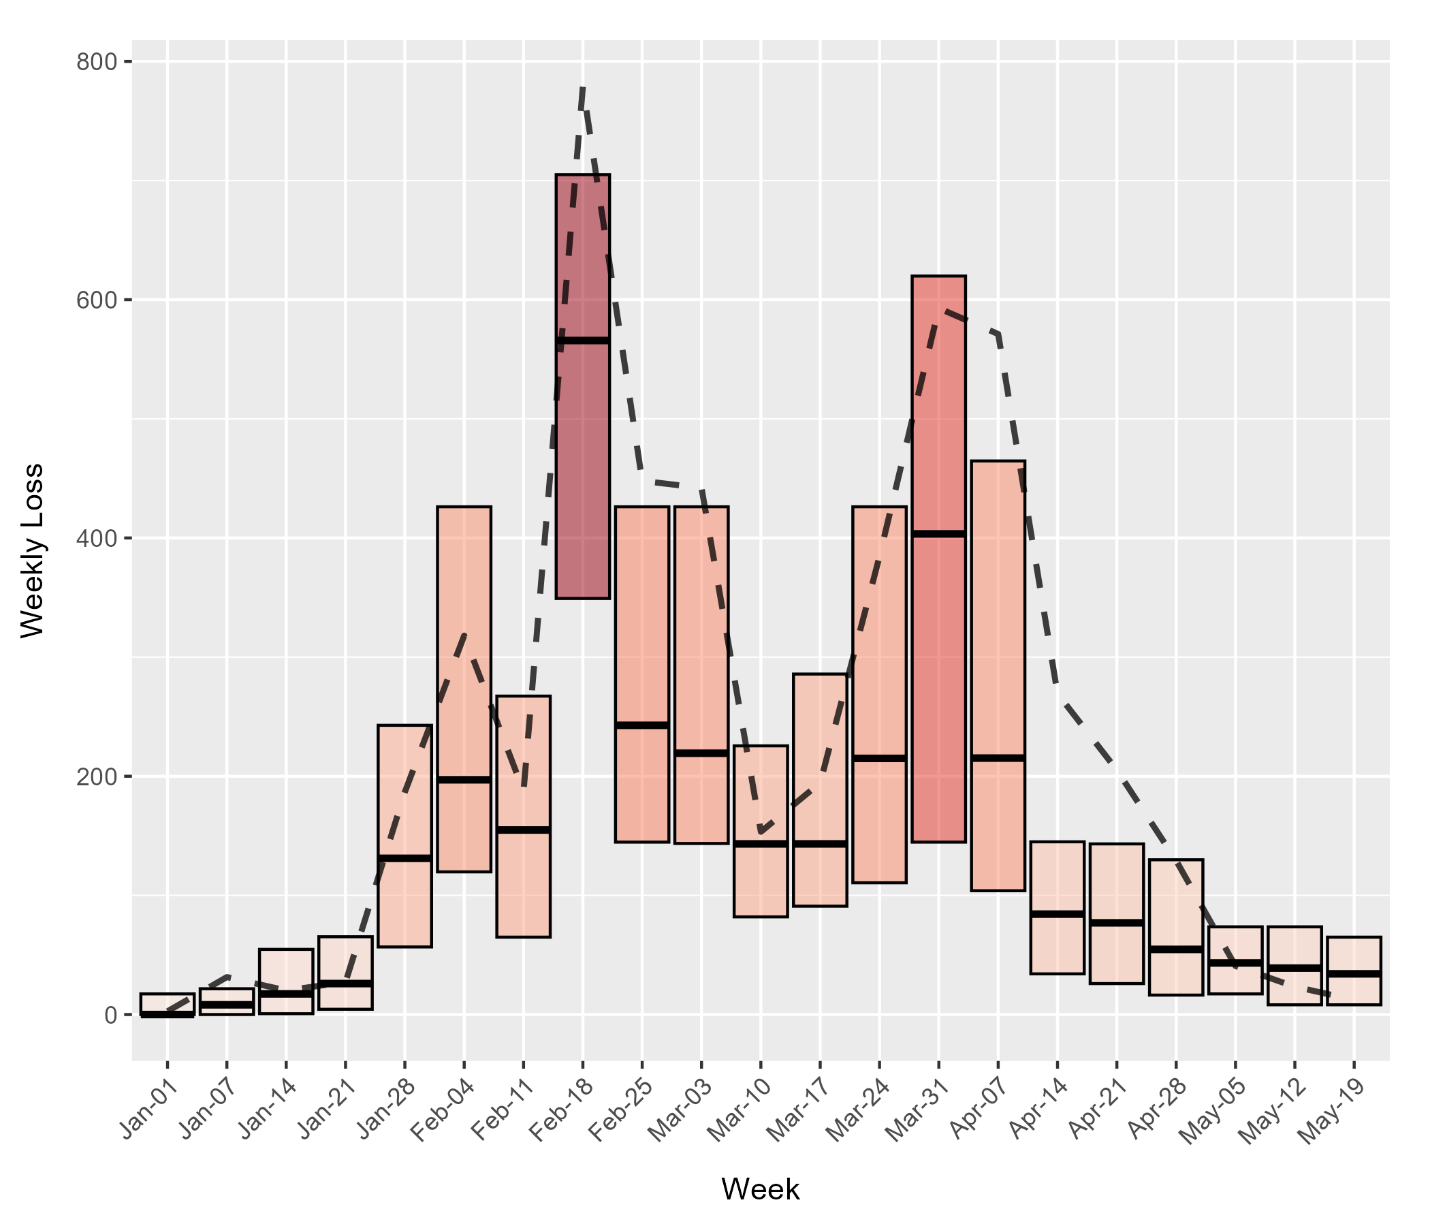 800
600
400
200
0
Weekly Loss
Jan-01
Jan-07
Jan-14
Jan-21
Jan-28
Feb-04
Feb-11
Feb-18
Feb-25
Mar-03
Mar-10
Mar-17
Mar-24
Mar-31
Apr-07
Apr-14
Apr-21
Apr-28
May-05
May-12
May-19
Week